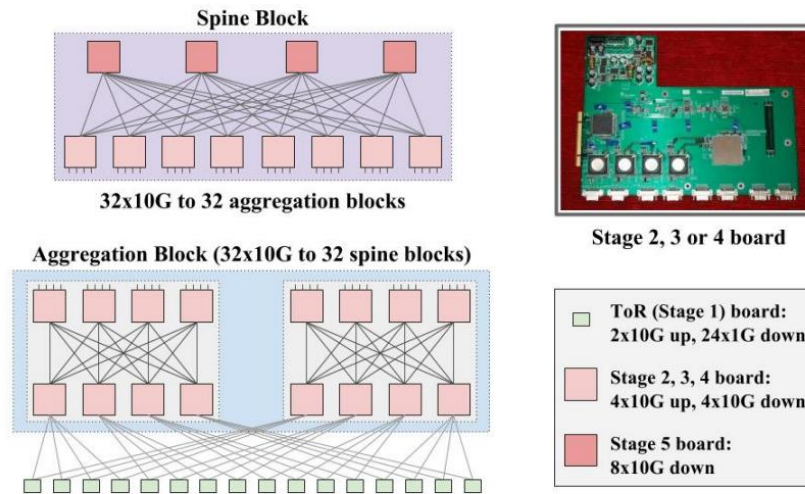 Spine Block
32x10G to 32 aggregation blocks
Stage 2, 3 or 4 board
Aggregation Block (32x10G to 32 spine blocks)
ToR (Stage 1) board:
2x10G up, 24x1G down
Stage 2, 3, 4 board:
4x10G up, 4x10G down
Stage 5 board:
8x10G down